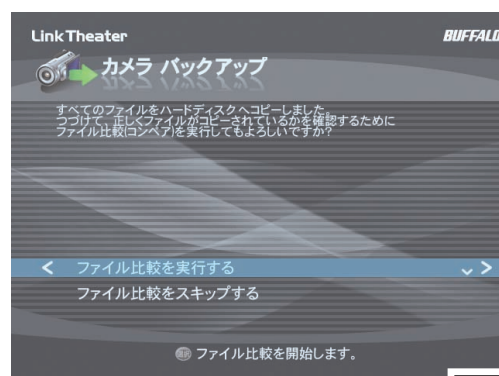 LinkTheater
BUFFALO
カメラ バックアップ
すべてのファイルをハードディスクへコピーしました。
つづけて、正しくファイルがコピーされているかを確認するために
ファイル比較(コンペア)を実行してもよろしいですか?
ファイル比較を実行する
ファイル比較をスキップする
ファイル比較を開始します。